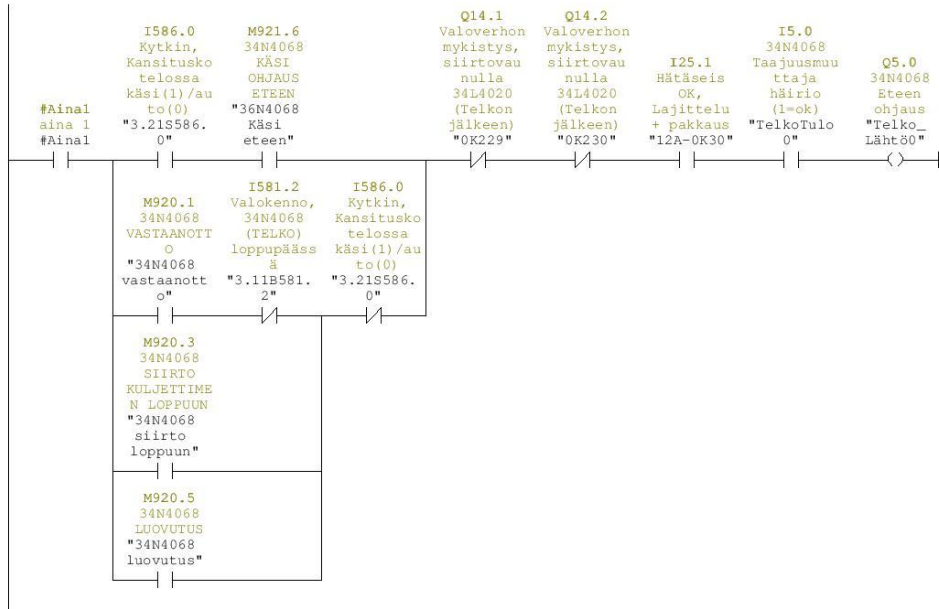 #Aina1
aina 1
#Aina1
I586.0
Kytkin,
Kansitusko
telossa
käsi(1)/au
to(0)
"3.21S586.
0"
M921.6
34N4068
KÄSI
OHJAUS
ETEEN
"36N4068
Käsi
eteen"
Q14.1
Valoverhon
mykistys,
siirtovau
nulla
34L4020
(Telkon
jälkeen)
"0K229"
Q14.2
Valoverhon
mykistys,
siirtovau
nulla
34L4020
(Telkon
jälkeen)
"0K230"
I25.1
Hätäseis
OK,
Lajittelu
+ pakkaus
"12A-0K30"
I5.0
34N4068
Taajuusmuu
ttaja
häirio
(1=ok)
"TelkoTulo
0"
Q5.0
34N4068
Eteen
ohjaus
"Telko_
Lähtö0"
M920.1
34N4068
VASTAANOTT
O
"34N4068
vastaanott
o"
I581.2
Valokenno,
34N4068
(TELKO)
loppupääss
ä
"3.11B581.
2"
I586.0
Kytkin,
Kansitusko
telossa
käsi(1)/au
to(0)
"3.21S586.
0"
M920.3
34N4068
SIIRTO
KULJETTIME
N LOPPUUN
"34N4068
siirto
loppuun"
M920.5
34N4068
LUOVUTUS
"34N4068
luovutus"